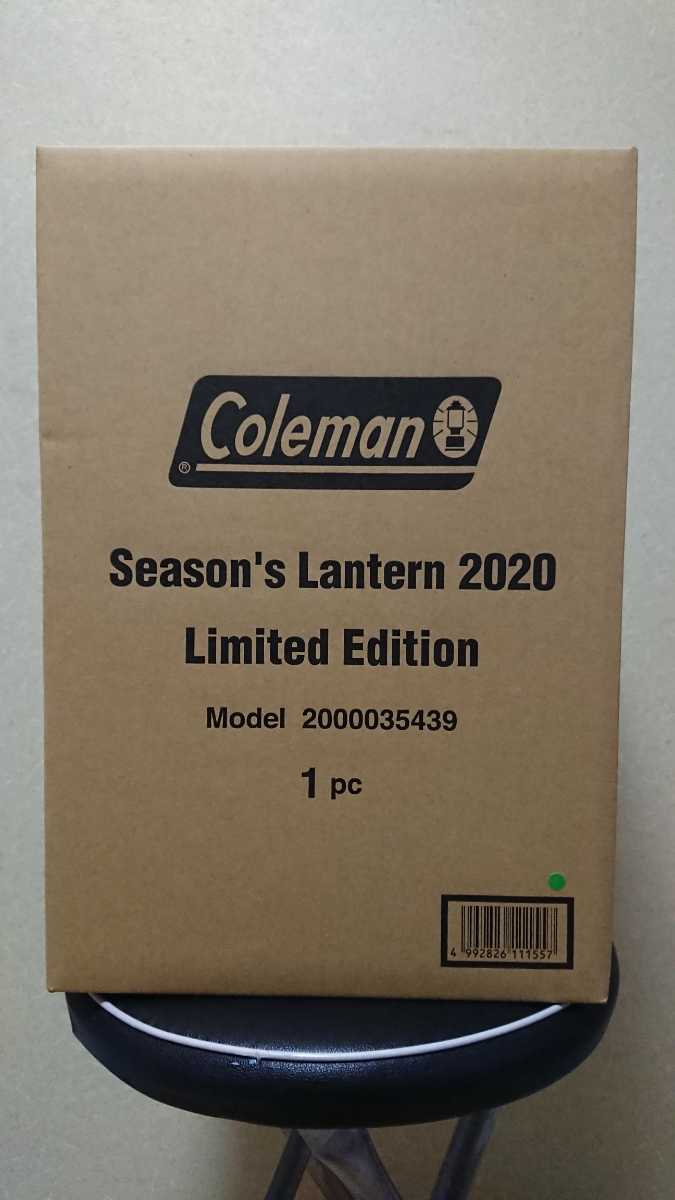 Coleman
®
Season's Lantern 2020
Limited Edition
Model 2000035439
1 pc
4 992826 111557